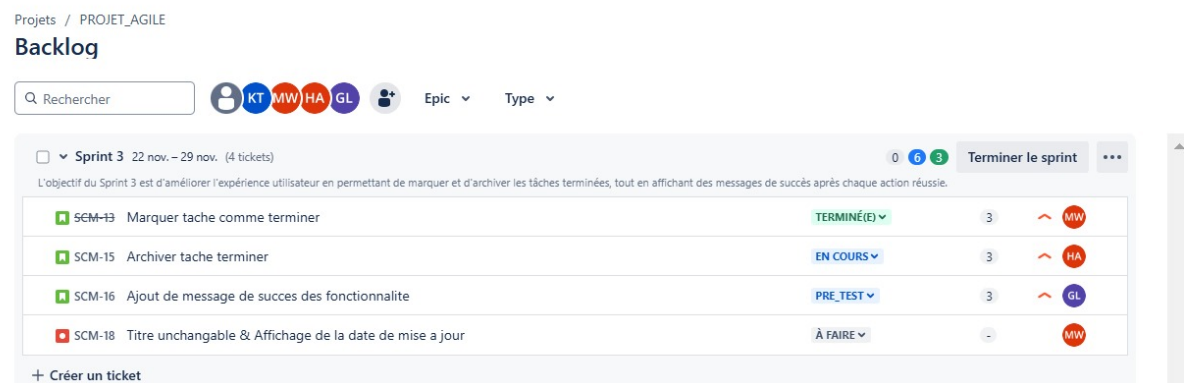 Projets / PROJET_AGILE
Backlog
Rechercher KT MW HA GL Epic Type
Sprint 3 22 nov. – 29 nov. (4 tickets) 0 6 3 Terminer le sprint
L'objectif du Sprint 3 est d'améliorer l'expérience utilisateur en permettant de marquer et d'archiver les tâches terminées, tout en affichant des messages de succès après chaque action réussie.
SCM-13 Marquer tache comme terminer TERMINÉ(E) 3 MW
SCM-15 Archiver tache terminer EN COURS 3 HA
SCM-16 Ajout de message de succes des fonctionnalite PRE_TEST 3 GL
SCM-18 Titre unchangable & Affichage de la date de mise a jour À FAIRE - MW
+ Créer un ticket